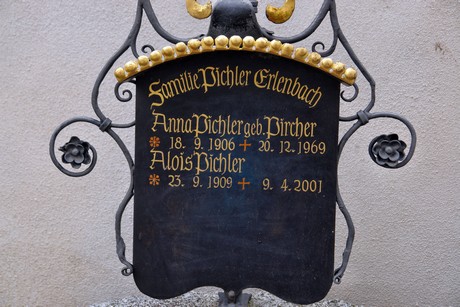 Familie Pichler Erlenbach
Anna Pichler geb. Pircher
* 18. 9. 1906 + 20. 12. 1969
Alois Pichler
* 23. 9. 1909 + 9. 4. 2001